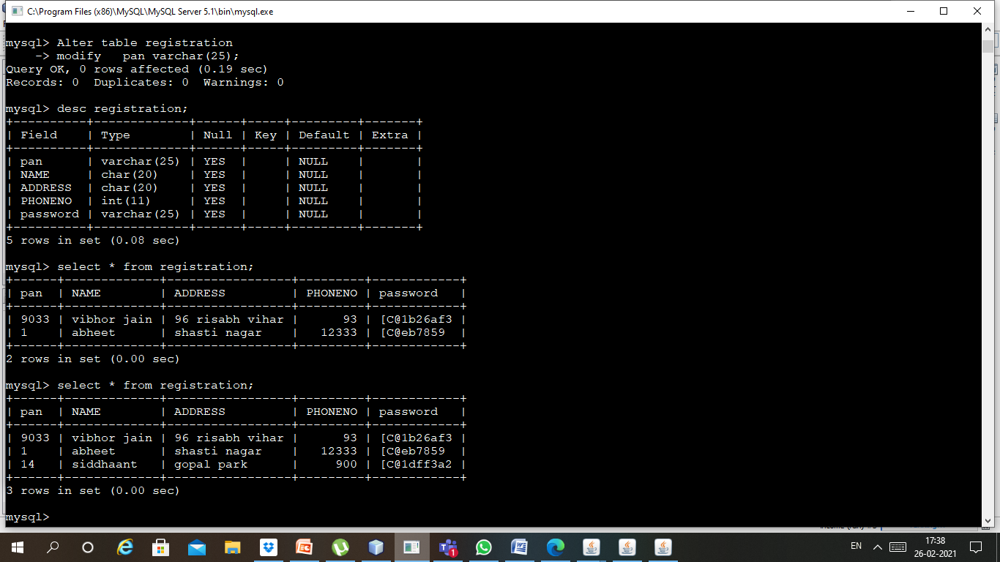 C:\Program Files (x86)\MySQL\MySQL Server 5.1\bin\mysql.exe
mysql> Alter table registration
    -> modify   pan varchar(25);
Query OK, 0 rows affected (0.19 sec)
Records: 0  Duplicates: 0  Warnings: 0
mysql> desc registration;
+----------+-------------+------+-----+---------+-------+
| Field    | Type        | Null | Key | Default | Extra |
+----------+-------------+------+-----+---------+-------+
| pan      | varchar(25) | YES  |     | NULL    |       |
| NAME     | char(20)    | YES  |     | NULL    |       |
| ADDRESS  | char(20)    | YES  |     | NULL    |       |
| PHONENO  | int(11)     | YES  |     | NULL    |       |
| password | varchar(25) | YES  |     | NULL    |       |
+----------+-------------+------+-----+---------+-------+
5 rows in set (0.08 sec)
mysql> select * from registration;
+------+-------------+-----------------+---------+------------+
| pan  | NAME        | ADDRESS         | PHONENO | password   |
+------+-------------+-----------------+---------+------------+
| 9033 | vibhor jain | 96 risabh vihar |      93 | [C@1b26af3 |
| 1    | abheet      | shasti nagar    |   12333 | [C@eb7859  |
+------+-------------+-----------------+---------+------------+
2 rows in set (0.00 sec)
mysql> select * from registration;
+------+-------------+-----------------+---------+------------+
| pan  | NAME        | ADDRESS         | PHONENO | password   |
+------+-------------+-----------------+---------+------------+
| 9033 | vibhor jain | 96 risabh vihar |      93 | [C@1b26af3 |
| 1    | abheet      | shasti nagar    |   12333 | [C@eb7859  |
| 14   | siddhaant   | gopal park      |     900 | [C@1dff3a2 |
+------+-------------+-----------------+---------+------------+
3 rows in set (0.00 sec)
mysql>
EN
17:38
26-02-2021